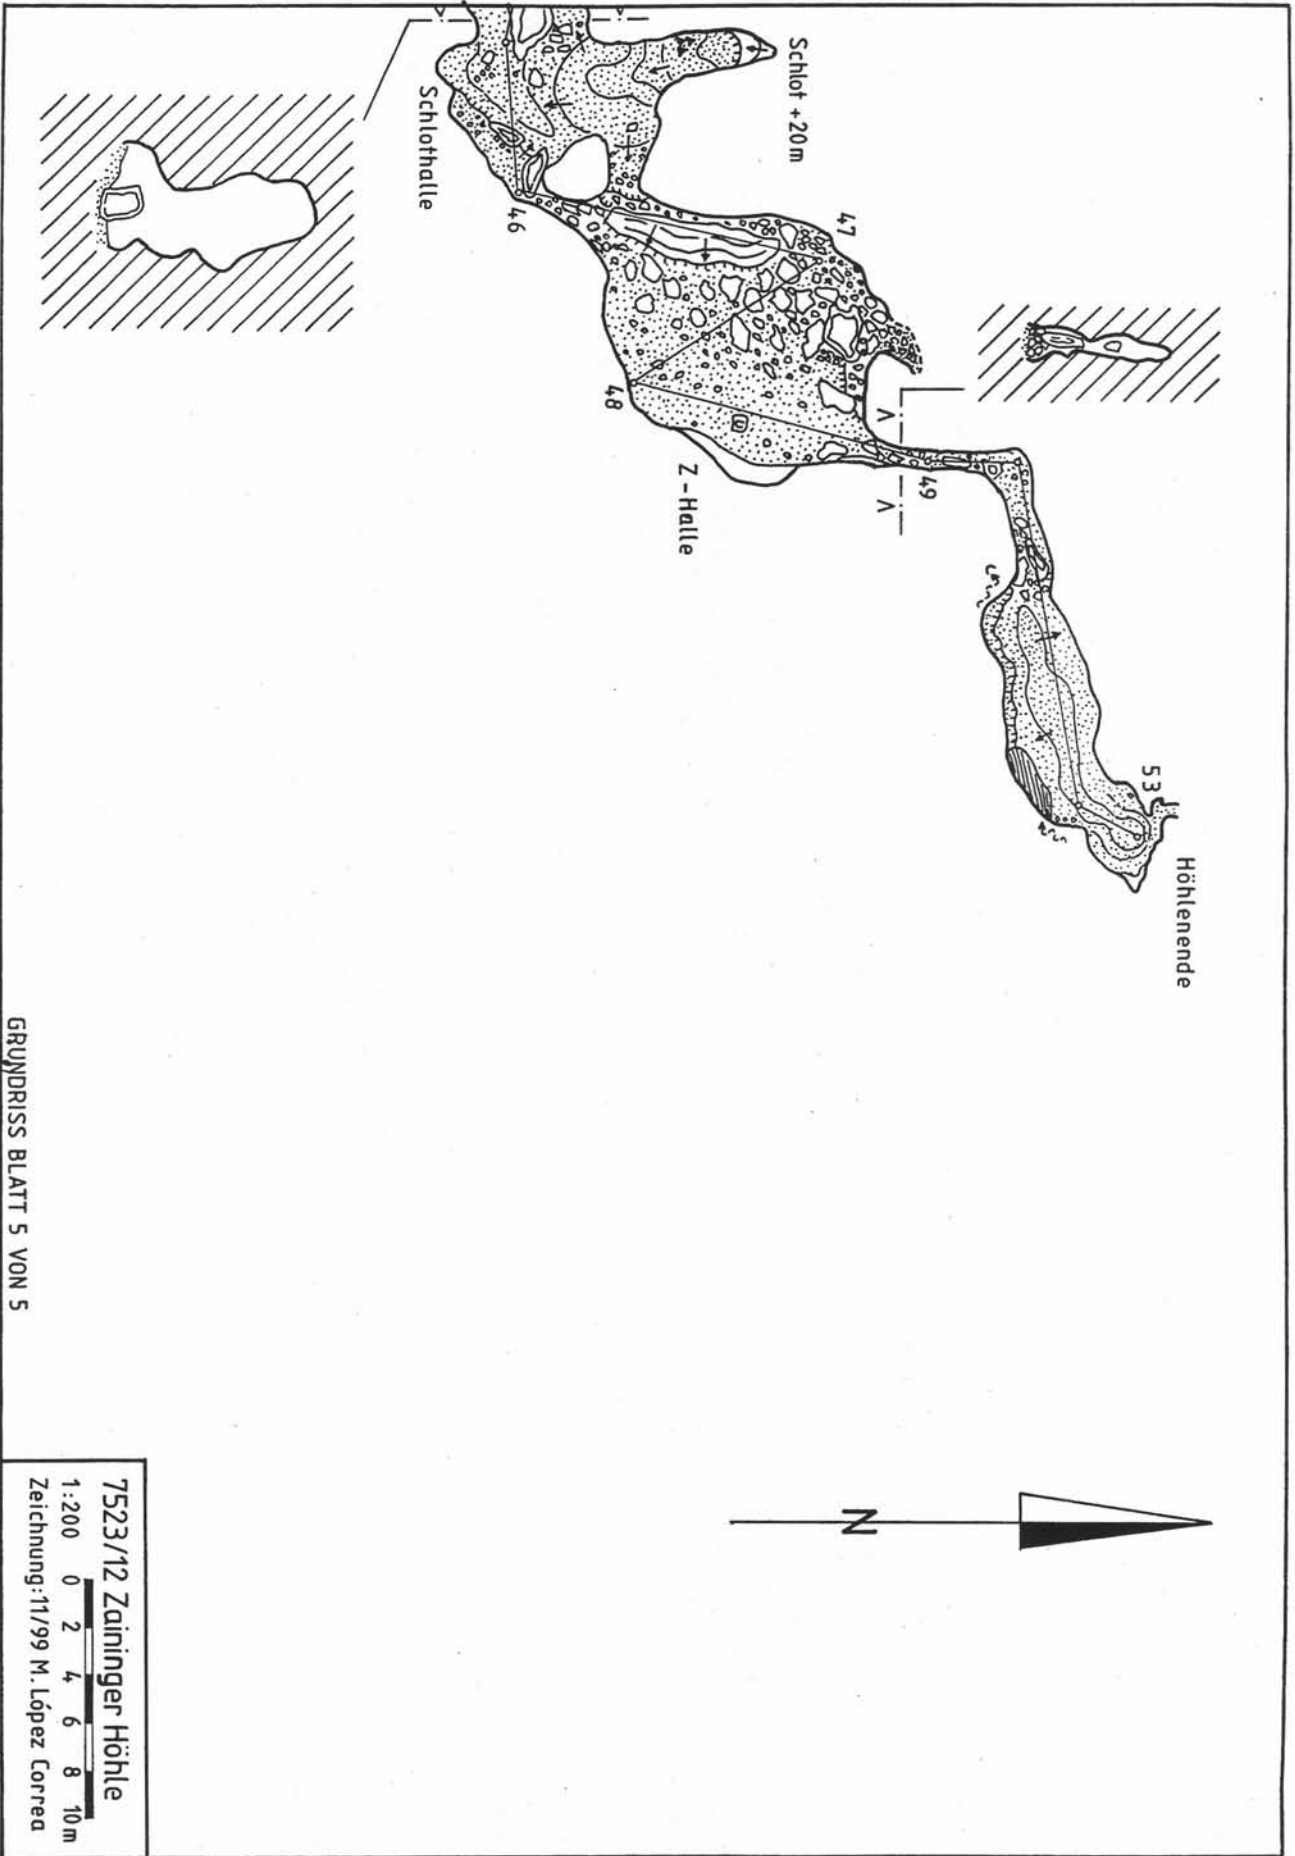 Schlot +20m
Schlothalle
46
47
48
Z-Halle
49
V
V
53
Höhlenende
N
GRUNDRISS BLATT 5 VON 5
7523/12 Zaininger Höhle
1:200 0 2 4 6 8 10m
Zeichnung:11/99 M. López Correa